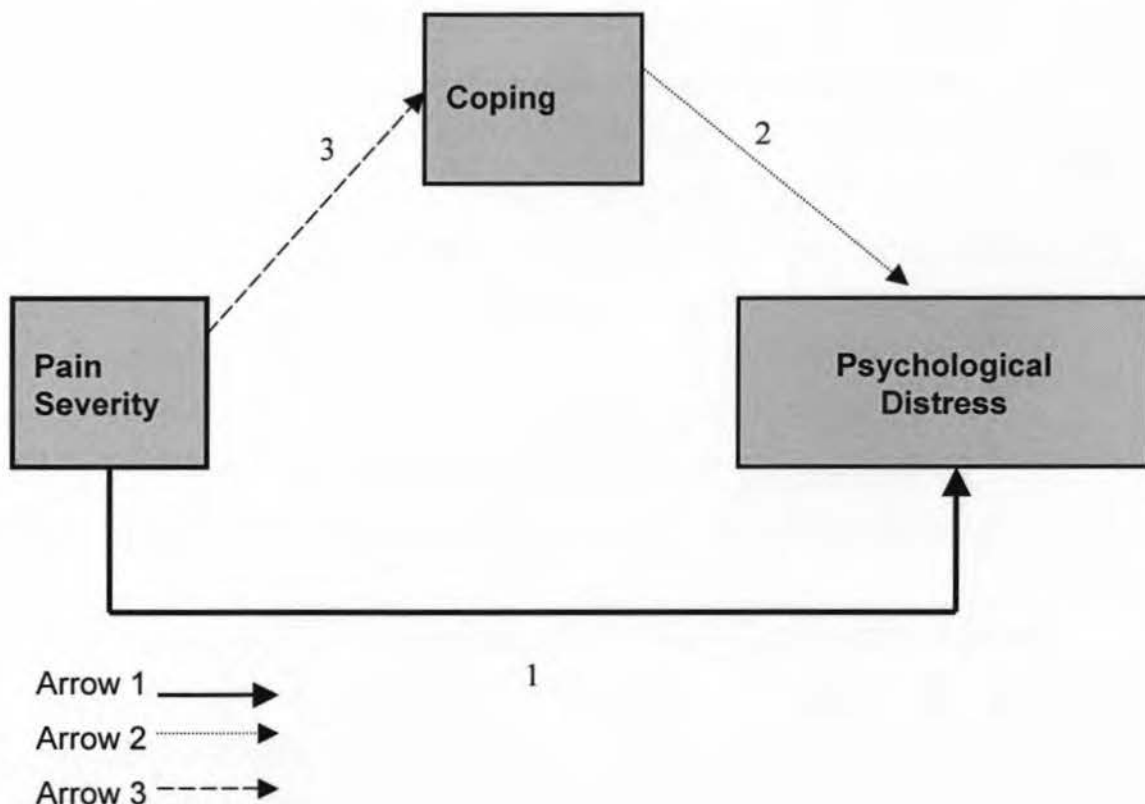 Coping
3
2
Pain
Severity
Psychological
Distress
1
Arrow 1
Arrow 2
Arrow 3